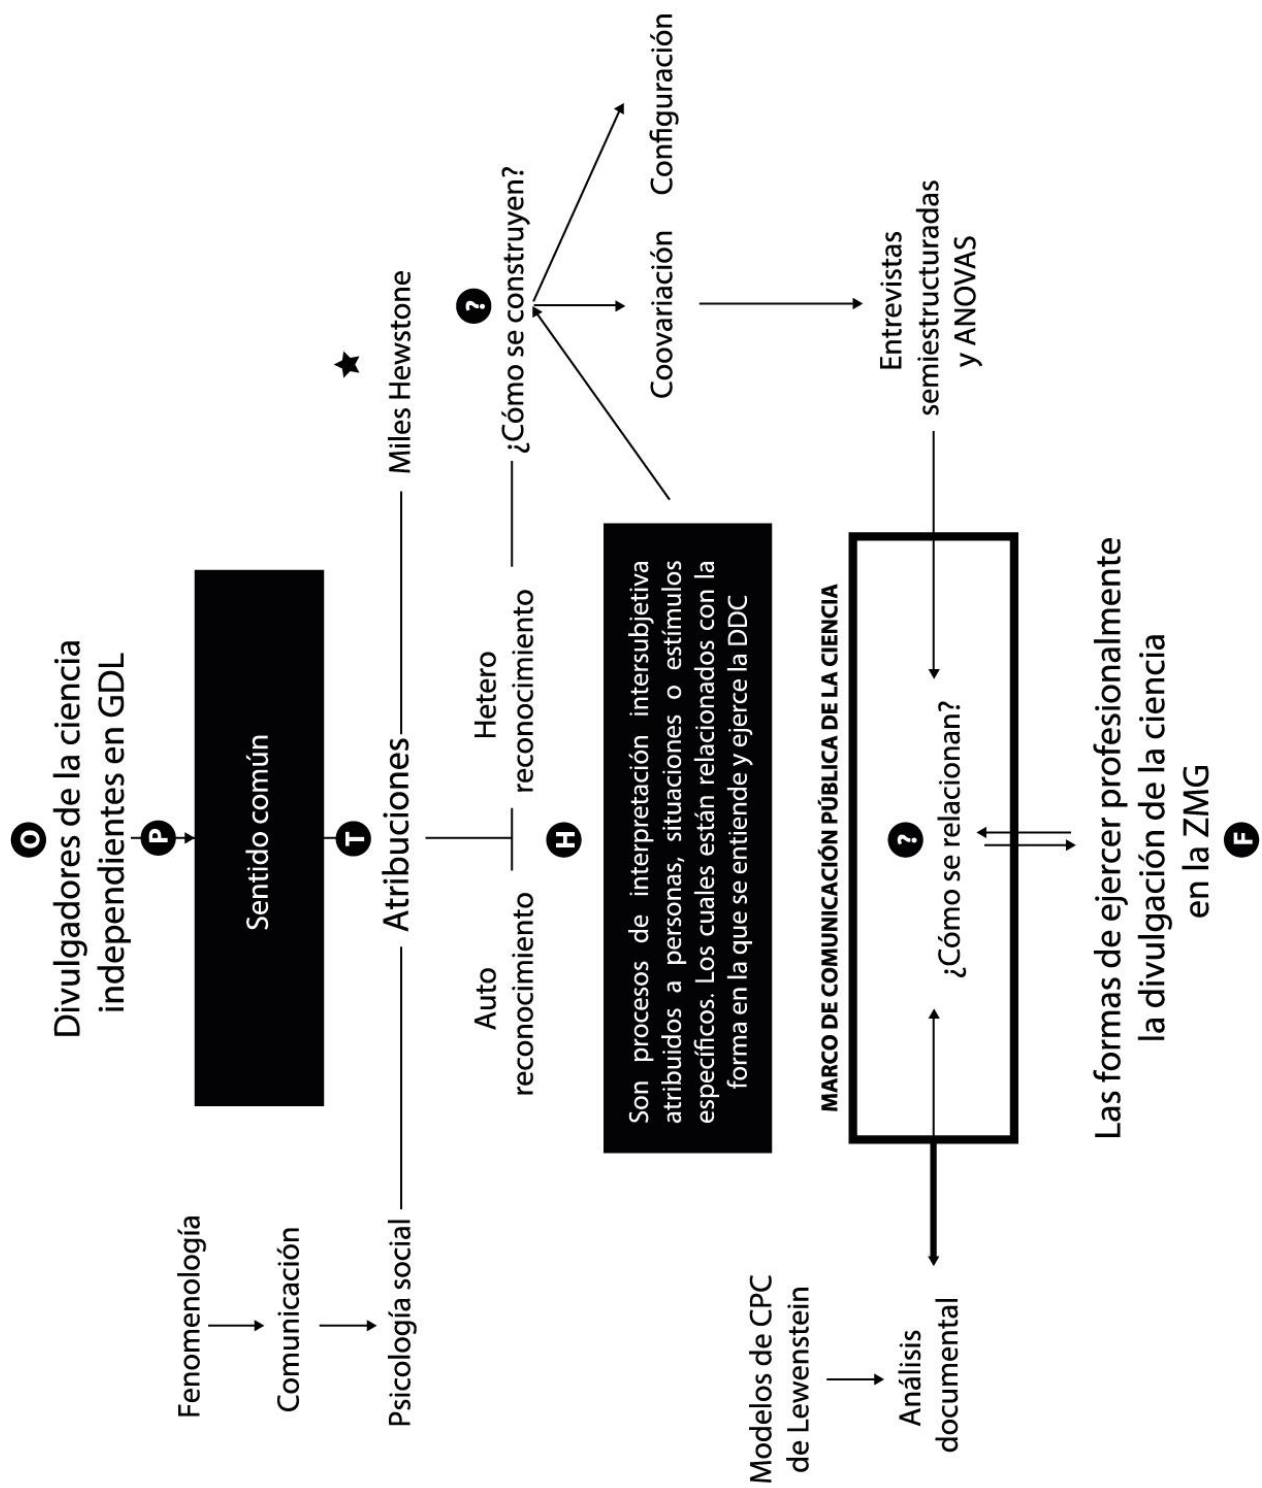 O
Divulgadores de la ciencia
independientes en GDL
P
Fenomenología
Comunicación
Psicología social
Sentido común
T
Atribuciones
Miles Hewstone
Auto
reconocimiento
Hetero
reconocimiento
?
¿Cómo se construyen?
H
Son procesos de interpretación intersubjetiva
atribuidos a personas, situaciones o estímulos
específicos. Los cuales están relacionados con la
forma en la que se entiende y ejerce la DDC
Coovariación
Configuración
Modelos de CPC
de Lewenstein
Análisis
documental
MARCO DE COMUNICACIÓN PÚBLICA DE LA CIENCIA
?
¿Cómo se relacionan?
Entrevistas
semiestructuradas
y ANOVAS
Las formas de ejercer profesionalmente
la divulgación de la ciencia
en la ZMG
F